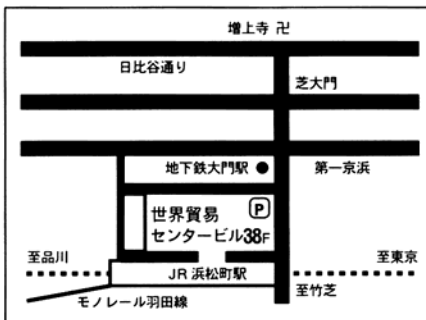 増上寺 卍
日比谷通り
芝大門
地下鉄大門駅
第一京浜
世界貿易 P
センタービル38F
至品川
至東京
JR 浜松町駅
至竹芝
モノレール羽田線